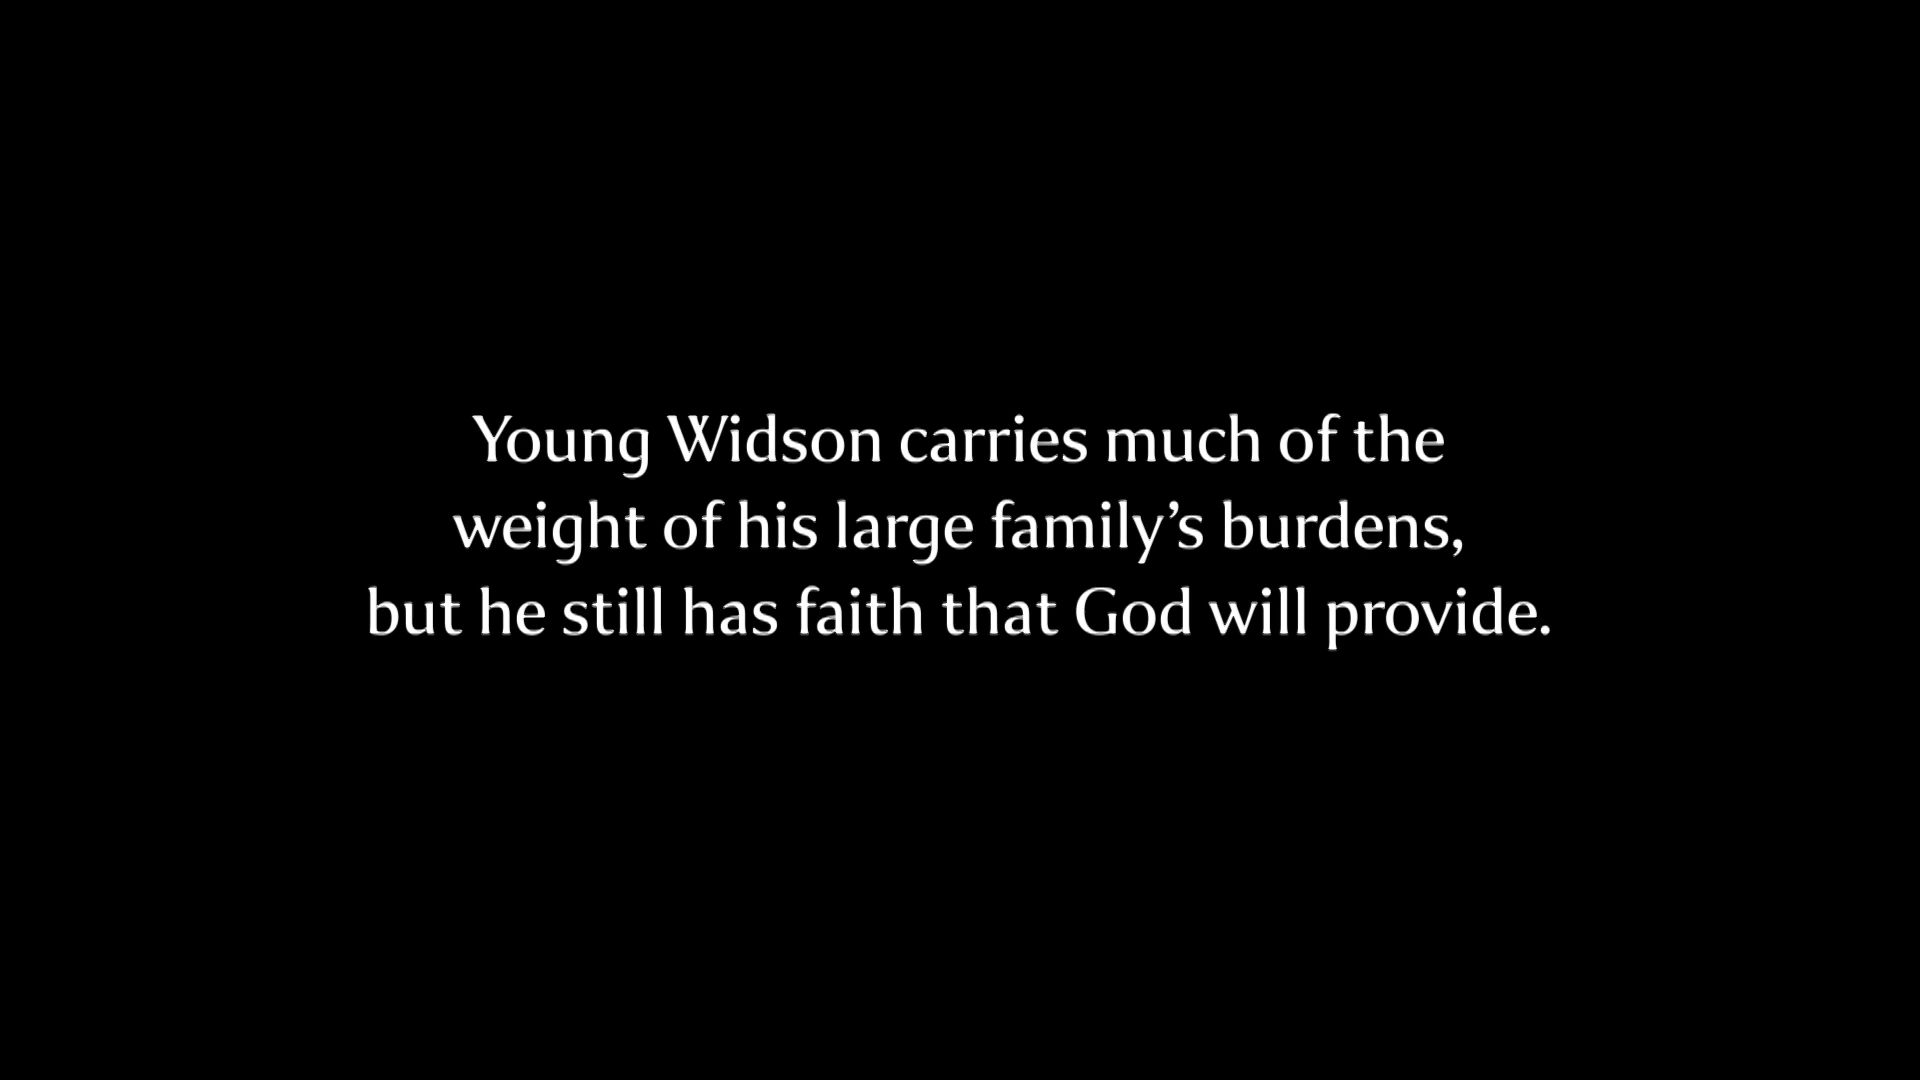 Young Widson carries much of the
weight of his large family’s burdens,
but he still has faith that God will provide.